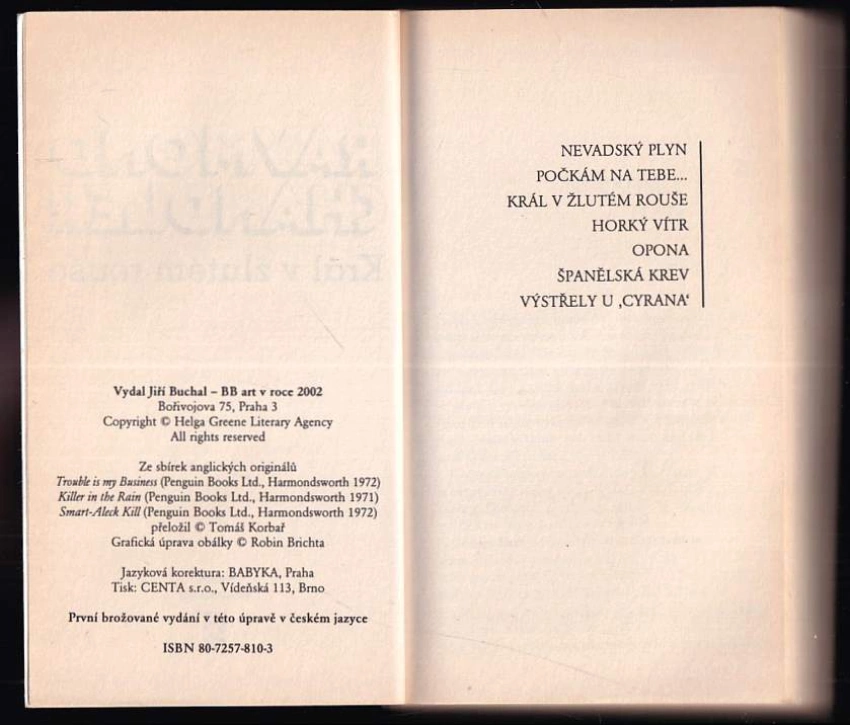 Vydal Jiří Buchal – BB art v roce 2002
Bořivojova 75, Praha 3
Copyright © Helga Greene Literary Agency
All rights reserved
Ze sbírek anglických originálů
Trouble is my Business (Penguin Books Ltd., Harmondsworth 1972)
Killer in the Rain (Penguin Books Ltd., Harmondsworth 1971)
Smart-Aleck Kill (Penguin Books Ltd., Harmondsworth 1972)
přeložil © Tomáš Korbař
Grafická úprava obálky © Robin Brichta
Jazyková korektura: BABYKA, Praha
Tisk: CENTA s.r.o., Vídeňská 113, Brno
První brožované vydání v této úpravě v českém jazyce
ISBN 80-7257-810-3
NEVADSKÝ PLYN
POČKÁM NA TEBE...
KRÁL V ŽLUTÉM ROUŠE
HORKÝ VÍTR
OPONA
ŠPANĚLSKÁ KREV
VÝSTŘELY U ‚CYRANA‘